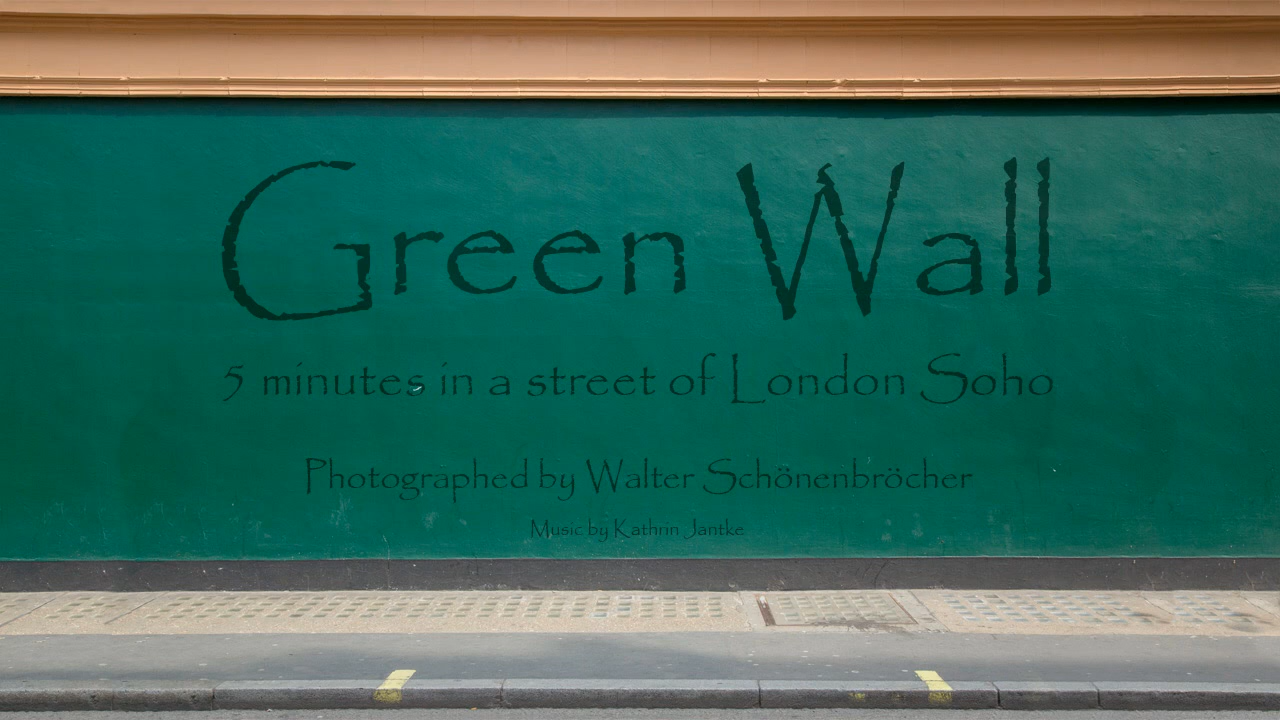 Green Wall
5 minutes in a street of London Soho
Photographed by Walter Schönenbröcher
Music by Kathrin Jantke